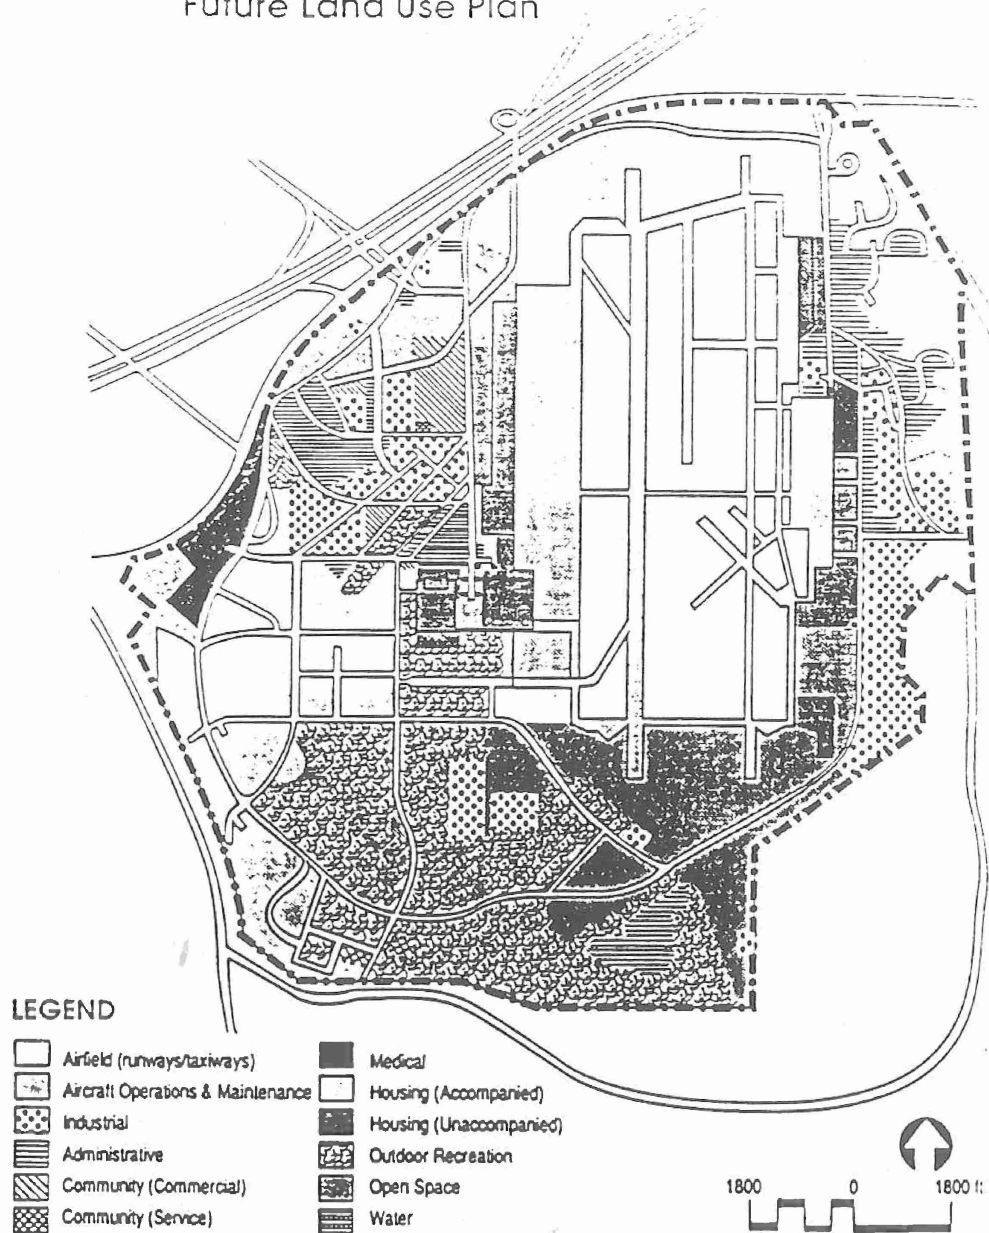 Future Land Use Plan
LEGEND
Airfield (runways/taxiways)
Aircraft Operations & Maintenance
Industrial
Administrative
Community (Commercial)
Community (Service)
Medical
Housing (Accompanied)
Housing (Unaccompanied)
Outdoor Recreation
Open Space
Water
1800 0 1800 ft